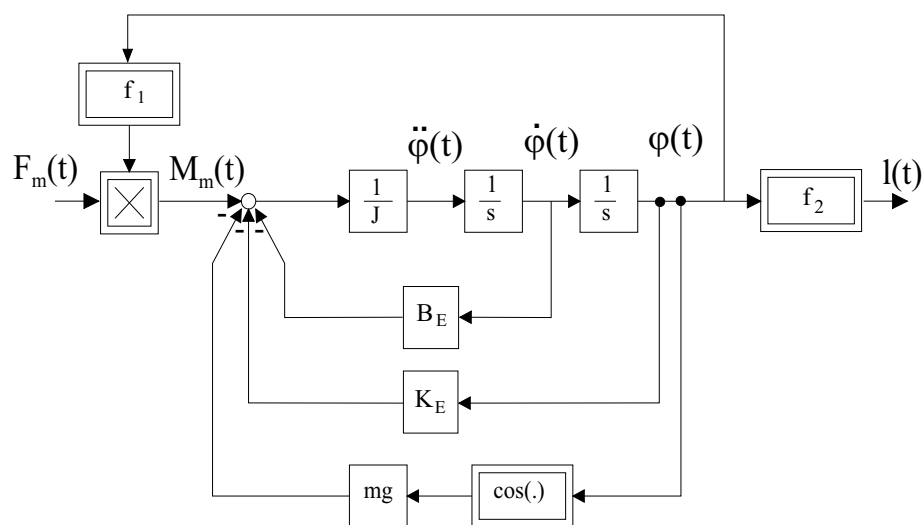 f₁
F_m(t)
M_m(t)
φ̈(t)
φ̇(t)
φ(t)
l(t)
1
J
1
s
1
s
f₂
-
-
-
B_E
K_E
mg
cos(.)